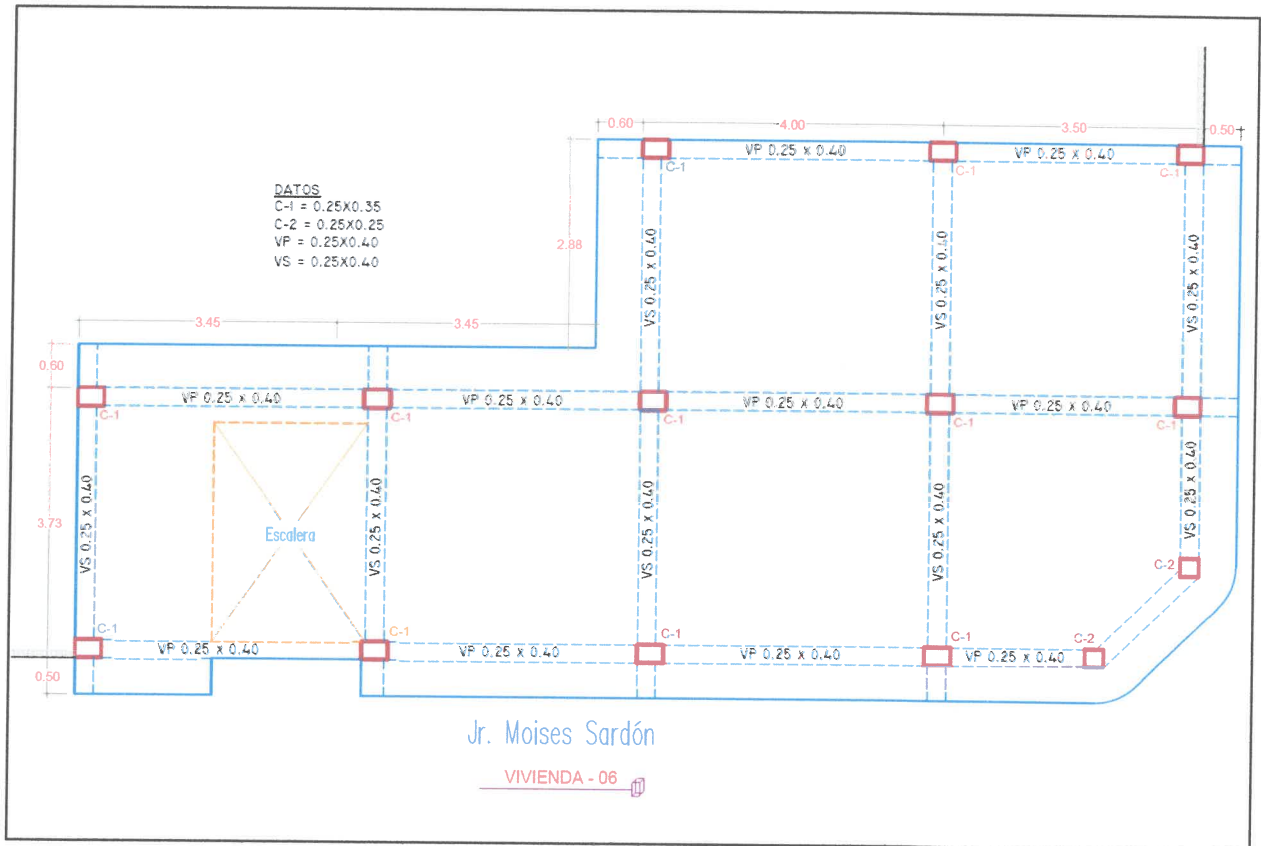 0.60
4.00
3.50
0.50
VP 0.25 x 0.40
VP 0.25 x 0.40
C-1
C-1
C-1
DATOS
C-1 = 0.25X0.35
C-2 = 0.25X0.25
VP = 0.25X0.40
VS = 0.25X0.40
2.88
VS 0.25 x 0.40
VS 0.25 x 0.40
VS 0.25 x 0.40
3.45
3.45
0.60
VP 0.25 x 0.40
VP 0.25 x 0.40
VP 0.25 x 0.40
VP 0.25 x 0.40
C-1
C-1
C-1
C-1
C-1
3.73
VS 0.25 x 0.40
Escalera
VS 0.25 x 0.40
VS 0.25 x 0.40
VS 0.25 x 0.40
VS 0.25 x 0.40
C-2
C-1
C-1
C-1
C-1
C-2
VP 0.25 x 0.40
VP 0.25 x 0.40
VP 0.25 x 0.40
VP 0.25 x 0.40
0.50
Jr. Moises Sardón
VIVIENDA - 06